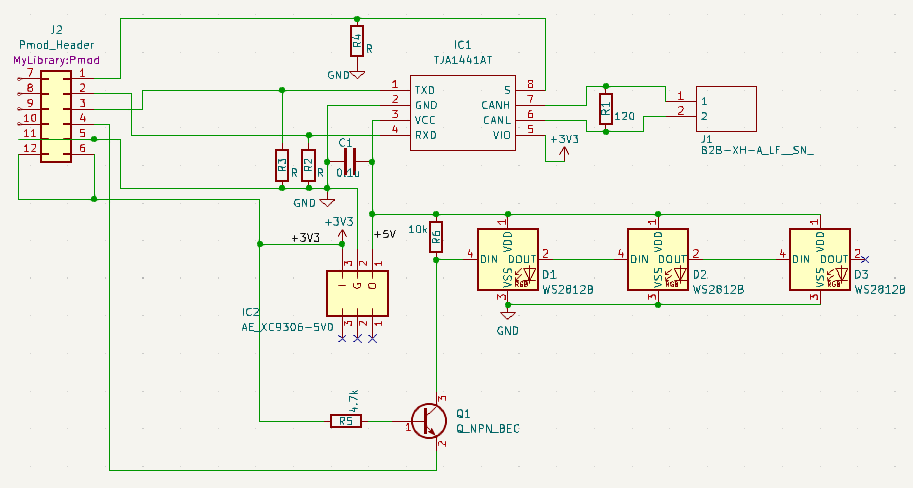 J2
Pmod_Header
MyLibrary:Pmod
7
1
8
2
9
3
10
4
11
5
12
6
R4
R
GND
IC1
TJA1441AT
1
TXD
S
8
2
GND
CANH
7
3
VCC
CANL
6
4
RXD
VIO
5
+3V3
R1
120
1
1
2
2
J1
B2B-XH-A_LF__SN_
C1
0.1u
R3
R
R2
R
GND
+3V3
+3V3
+5V
3
2
1
I
G
O
IC2
AE_XC9306-5V0
3
2
1
10k
R6
1
VDD
4
DIN
DOUT
2
VSS
RGB
3
D1
WS2812B
GND
1
VDD
4
DIN
DOUT
2
VSS
RGB
3
D2
WS2812B
1
VDD
4
DIN
DOUT
2
VSS
RGB
3
D3
WS2812B
4.7k
R5
1
3
2
Q1
Q_NPN_BEC